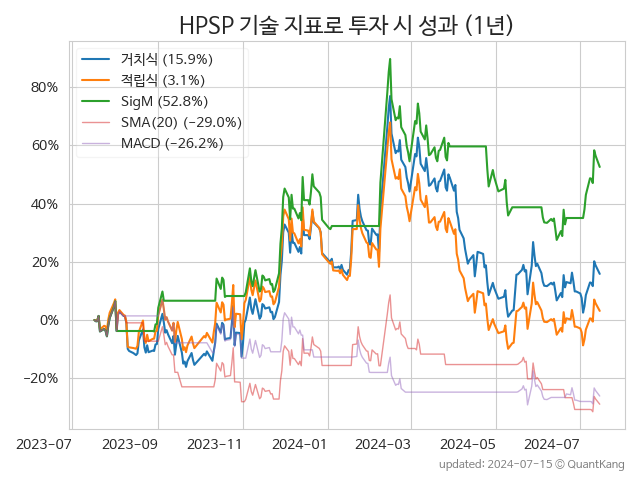 HPSP 기술 지표로 투자 시 성과 (1년)
거치식 (15.9%)
적립식 (3.1%)
SigM (52.8%)
SMA(20) (−29.0%)
MACD (−26.2%)
80%
60%
40%
20%
0%
−20%
2023-07 2023-09 2023-11 2024-01 2024-03 2024-05 2024-07
updated: 2024-07-15 © QuantKang